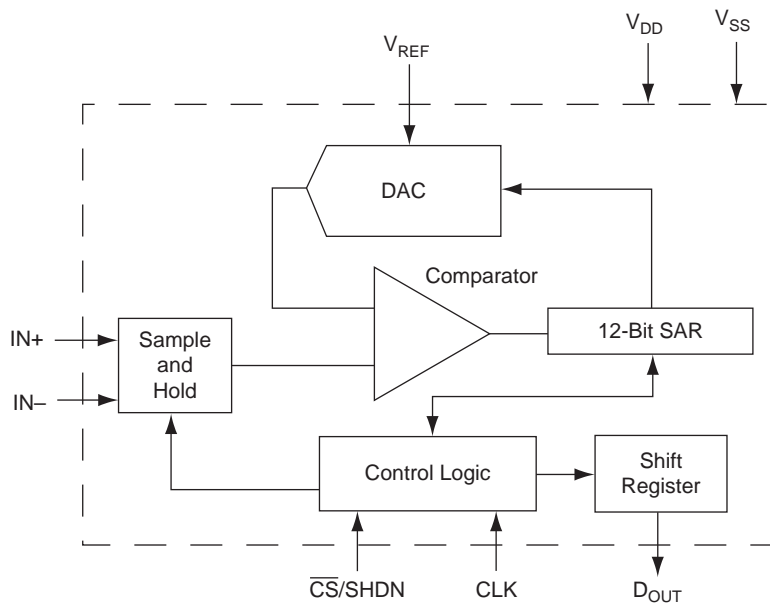 V_DD
V_SS
V_REF
DAC
Comparator
IN+
IN–
Sample
and
Hold
12-Bit SAR
Control Logic
Shift
Register
C̅S̅/SHDN
CLK
D_OUT